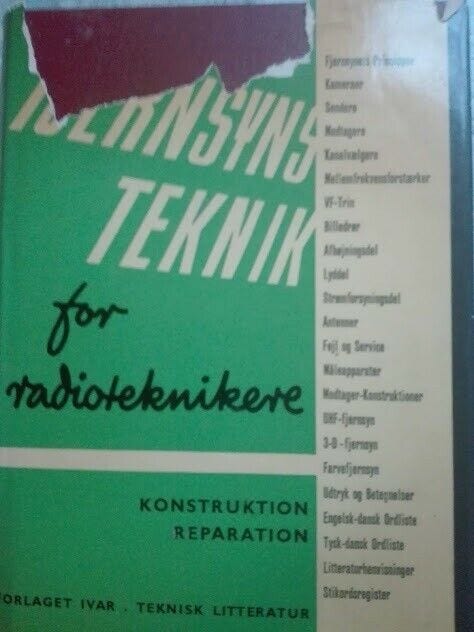 FJERNSYNS
TEKNIK
for
radioteknikere
KONSTRUKTION
REPARATION
FORLAGET IVAR . TEKNISK LITTERATUR
Fjernsynets Principper
Kameraer
Sendere
Modtagere
Kanalvælgere
Mellemfrekvensforstærker
VF-Trin
Billedrør
Afbøjningsdel
Lyddel
Strømforsyningsdel
Antenner
Fejl og Service
Måleapparater
Modtager-Konstruktioner
UHF-fjernsyn
3-D-fjernsyn
Farvefjernsyn
Udtryk og Betegnelser
Engelsk-dansk Ordliste
Tysk-dansk Ordliste
Litteraturhenvisninger
Stikordsregister